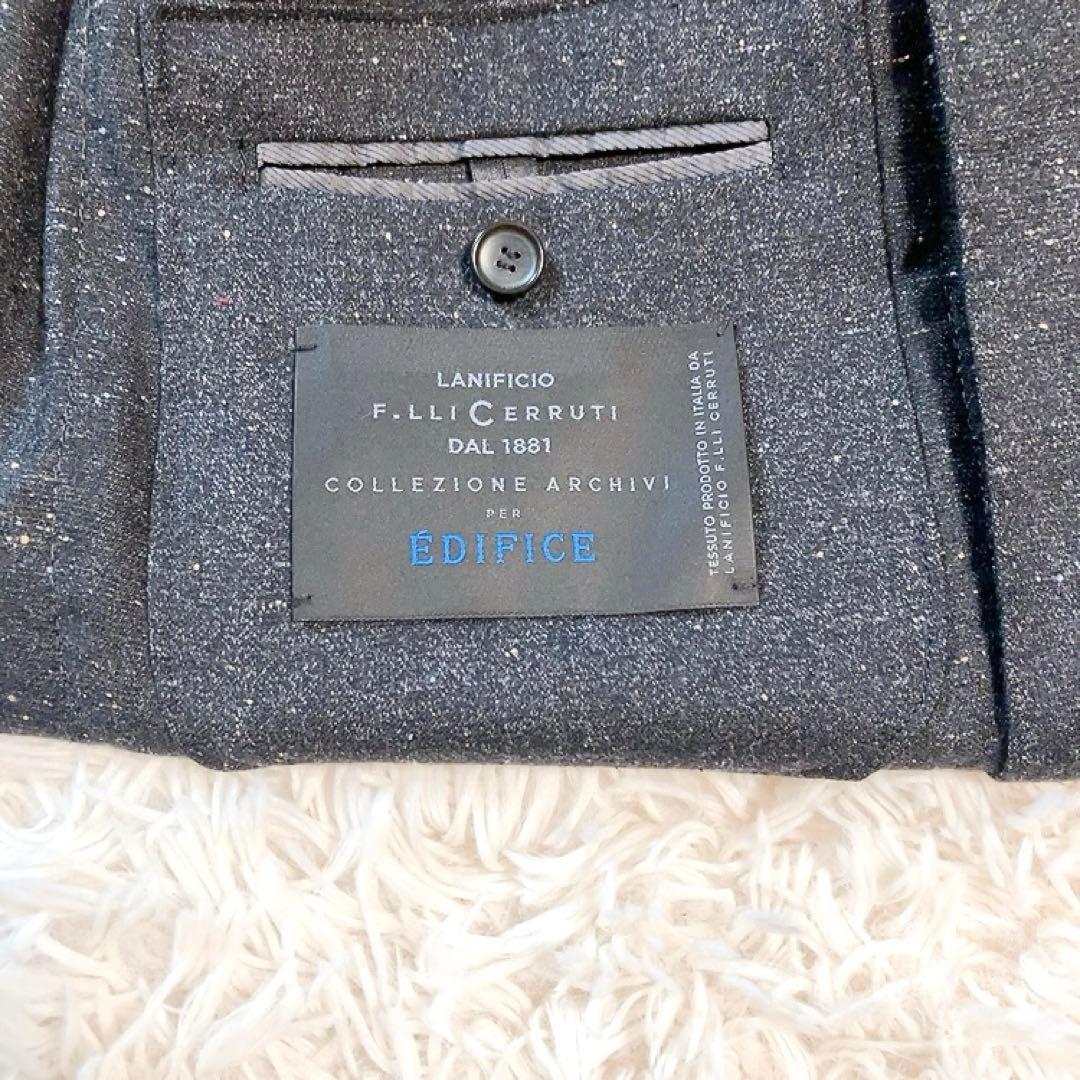 LANIFICIO
F.LLI CERRUTI
DAL 1881
COLLEZIONE ARCHIVI
PER
ÉDIFICE
TESSUTO PRODOTTO IN ITALIA DA
LANIFICIO F.LLI CERRUTI